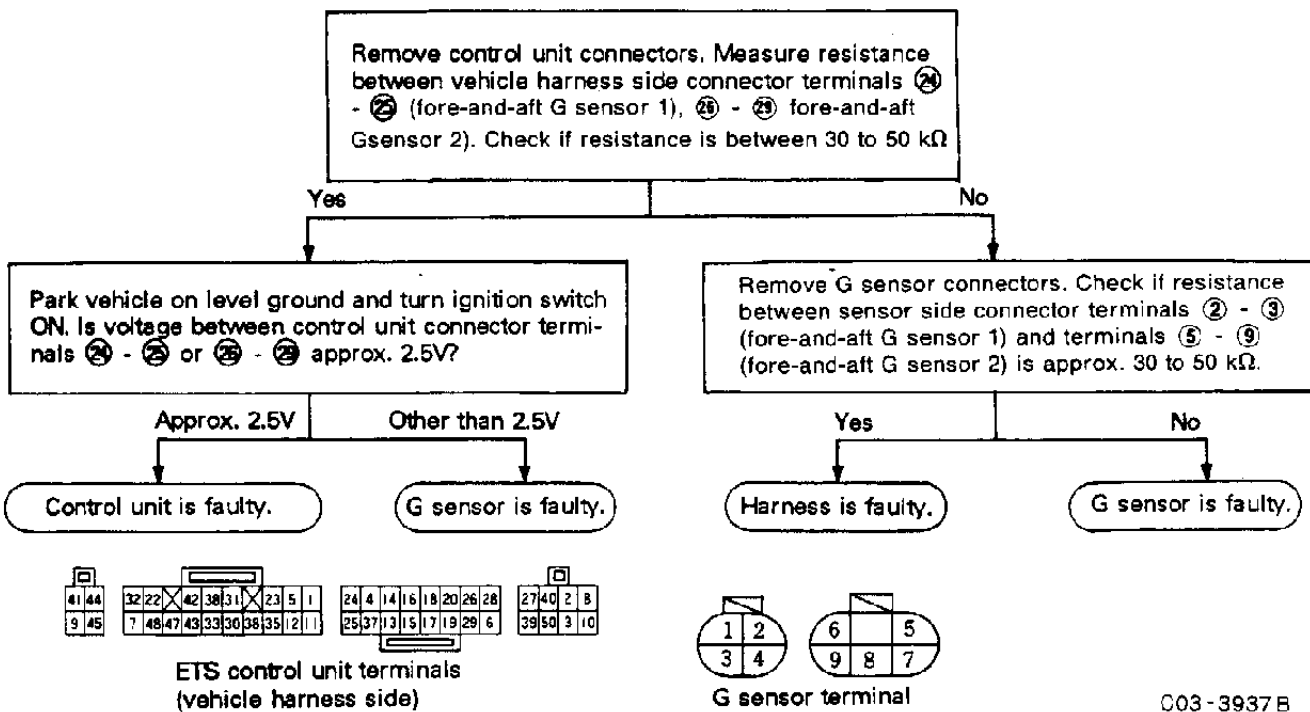 Remove control unit connectors. Measure resistance
between vehicle harness side connector terminals ㉔
- ㉕ (fore-and-aft G sensor 1), ㉖ - ㉙ fore-and-aft
Gsensor 2). Check if resistance is between 30 to 50 kΩ
Yes
No
Park vehicle on level ground and turn ignition switch
ON. Is voltage between control unit connector termi-
nals ㉔ - ㉕ or ㉖ - ㉙ approx. 2.5V?
Remove G sensor connectors. Check if resistance
between sensor side connector terminals ② - ③
(fore-and-aft G sensor 1) and terminals ⑤ - ⑨
(fore-and-aft G sensor 2) is approx. 30 to 50 kΩ.
Approx. 2.5V
Other than 2.5V
Yes
No
Control unit is faulty.
G sensor is faulty.
Harness is faulty.
G sensor is faulty.
41 44
9 45
32 22 42 38 31 23 5 1
7 48 47 43 33 30 38 35 12 11
24 4 14 16 18 20 26 28
25 37 13 15 17 19 29 6
27 40 2 8
39 50 3 10
ETS control unit terminals
(vehicle harness side)
1 2
3 4
6 5
9 8 7
G sensor terminal
C03-3937B